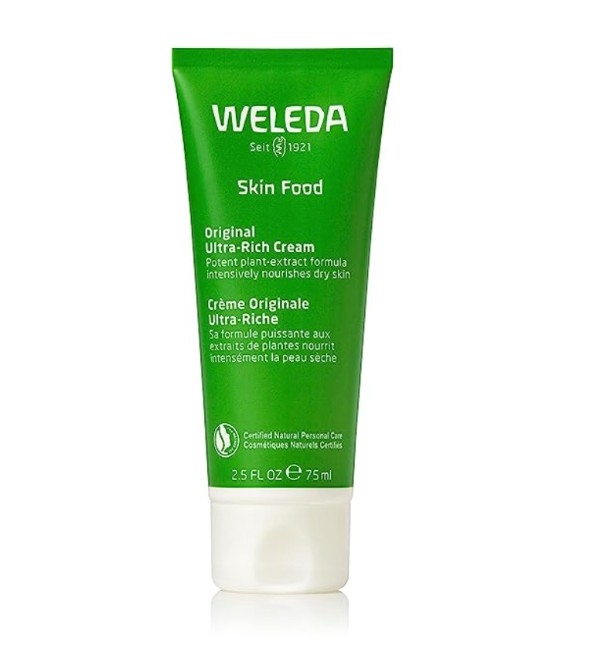 WELEDA
Seit 1921
Skin Food
Original
Ultra-Rich Cream
Potent plant-extract formula
intensively nourishes dry skin
Crème Originale
Ultra-Riche
Sa formule puissante aux
extraits de plantes nourrit
intensément la peau sèche
Certified Natural Personal Care
Cosmétiques Naturels Certifiés
2.5 FL OZ ℮ 75 ml